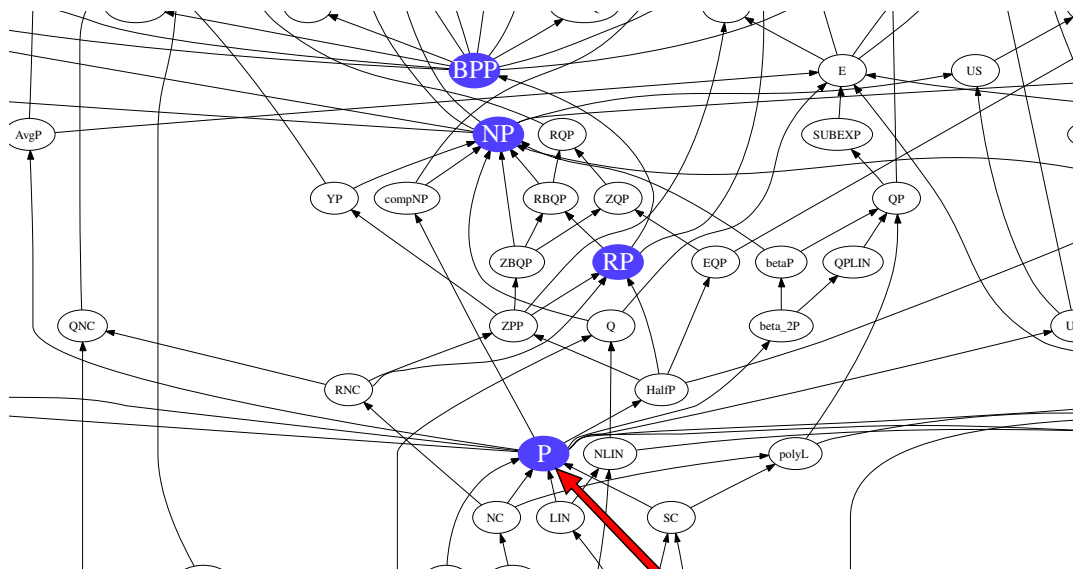 BPP
E
US
AvgP
NP
RQP
SUBEXP
YP
compNP
RBQP
ZQP
QP
ZBQP
RP
EQP
betaP
QPLIN
QNC
ZPP
Q
beta_2P
RNC
HalfP
P
NLIN
polyL
NC
LIN
SC